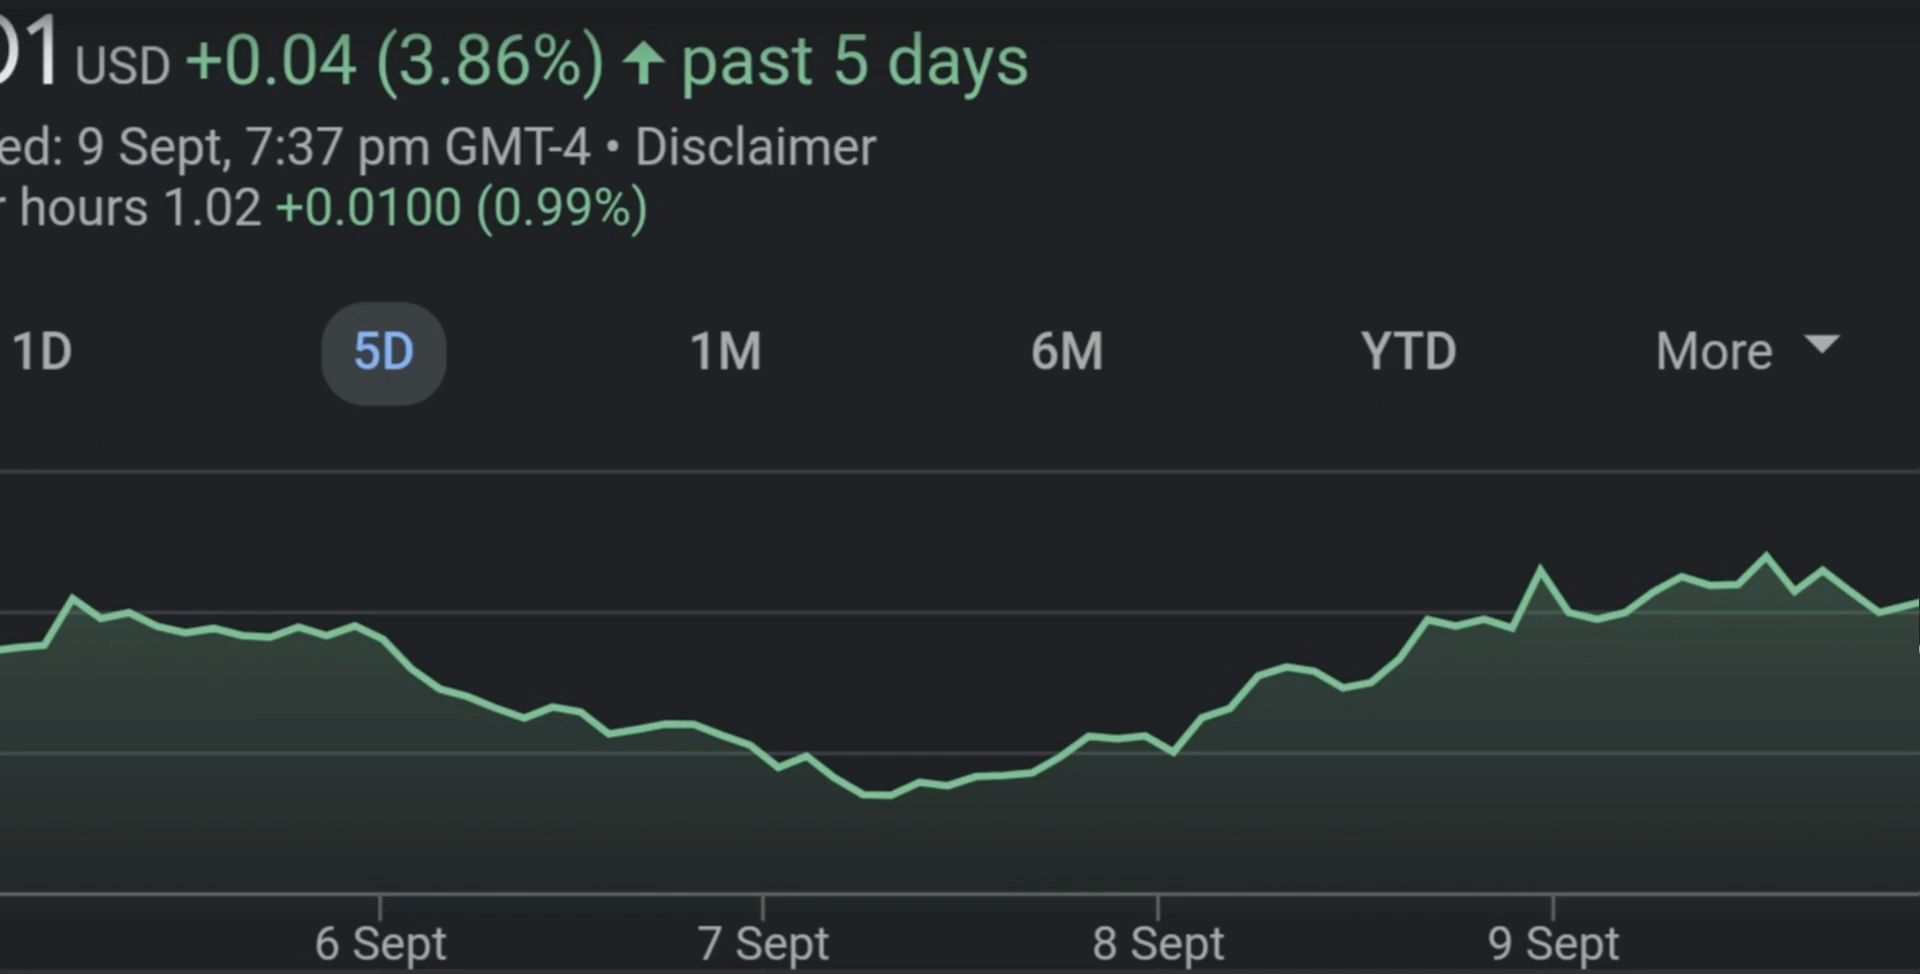 01 USD +0.04 (3.86%) ↑ past 5 days
ed: 9 Sept, 7:37 pm GMT-4 • Disclaimer
r hours 1.02 +0.0100 (0.99%)
1D 5D 1M 6M YTD More
6 Sept 7 Sept 8 Sept 9 Sept